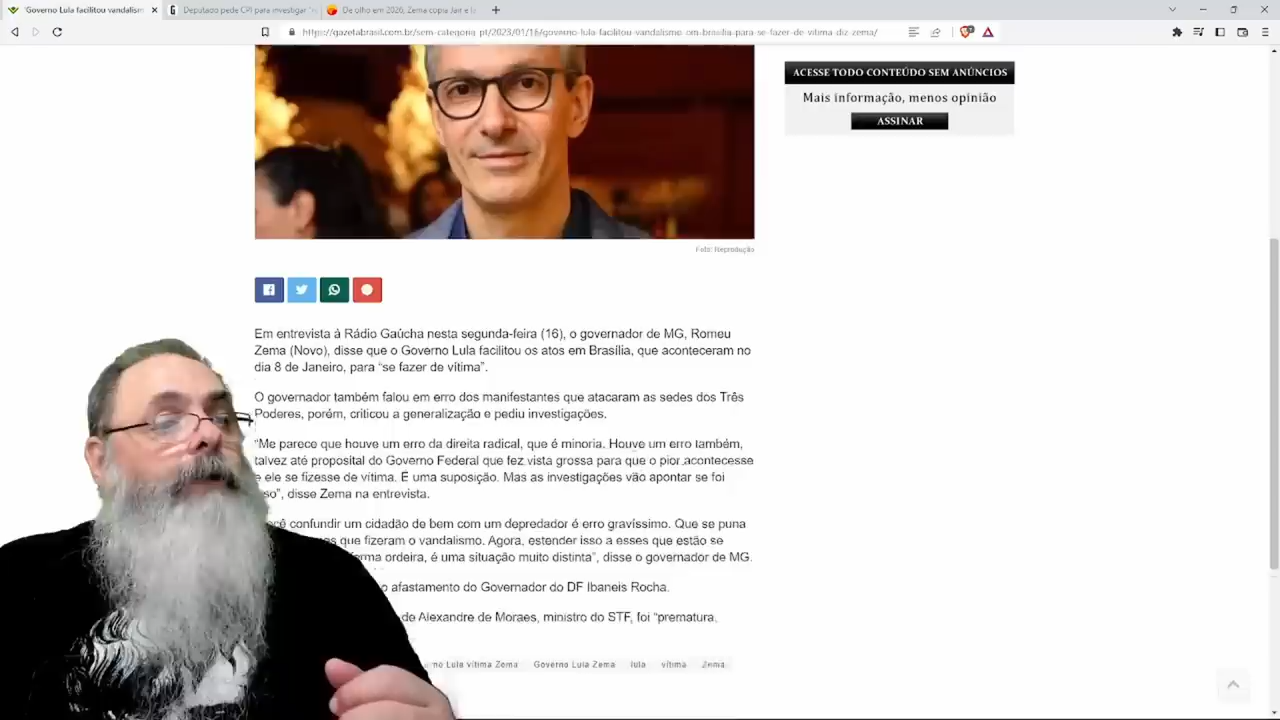 'Governo Lula facilitou vandalism
Deputado pede CPI para investigar
De olho em 2026, Zema copia Jair e
https://gazetabrasil.com.br/sem-categoria-pt/2023/01/16/governo-lula-facilitou-vandalismo-em-brasilia-para-se-fazer-de-vitima-diz-zema/
ACESSE TODO CONTEÚDO SEM ANÚNCIOS
Mais informação, menos opinião
ASSINAR
Foto: Reprodução
Em entrevista à Rádio Gaúcha nesta segunda-feira (16), o governador de MG, Romeu
Zema (Novo), disse que o Governo Lula facilitou os atos em Brasília, que aconteceram no
dia 8 de Janeiro, para “se fazer de vítima”.
O governador também falou em erro dos manifestantes que atacaram as sedes dos Três
Poderes, porém, criticou a generalização e pediu investigações.
“Me parece que houve um erro da direita radical, que é minoria. Houve um erro também,
talvez até proposital do Governo Federal que fez vista grossa para que o pior acontecesse
e ele se fizesse de vítima. É uma suposição. Mas as investigações vão apontar se foi
so”, disse Zema na entrevista.
cê confundir um cidadão de bem com um depredador é erro gravíssimo. Que se puna
que fizeram o vandalismo. Agora, estender isso a esses que estão se
forma ordeira, é uma situação muito distinta”, disse o governador de MG.
o afastamento do Governador do DF Ibaneis Rocha.
de Alexandre de Moraes, ministro do STF, foi “prematura,
no Lula vítima Zema Governo Lula Zema lula vítima Zema